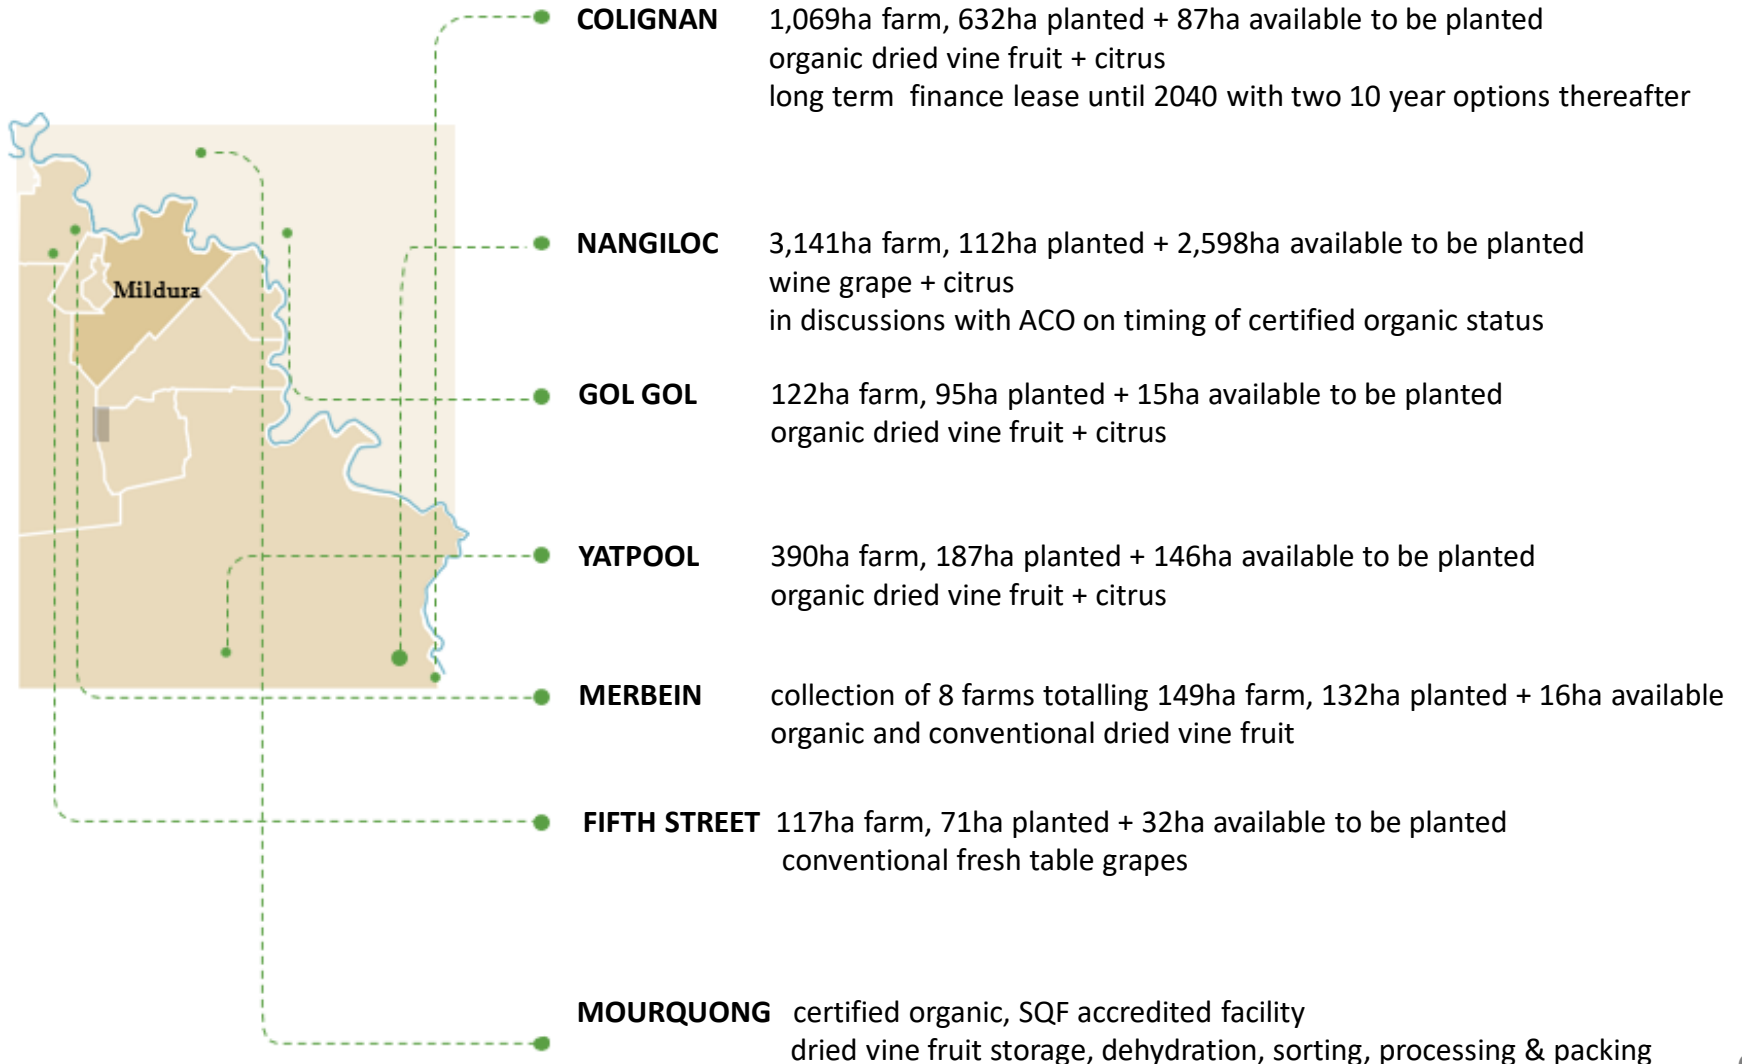 COLIGNAN 1,069ha farm, 632ha planted + 87ha available to be planted
organic dried vine fruit + citrus
long term finance lease until 2040 with two 10 year options thereafter
Mildura
NANGILOC 3,141ha farm, 112ha planted + 2,598ha available to be planted
wine grape + citrus
in discussions with ACO on timing of certified organic status
GOL GOL 122ha farm, 95ha planted + 15ha available to be planted
organic dried vine fruit + citrus
YATPOOL 390ha farm, 187ha planted + 146ha available to be planted
organic dried vine fruit + citrus
MERBEIN collection of 8 farms totalling 149ha farm, 132ha planted + 16ha available
organic and conventional dried vine fruit
FIFTH STREET 117ha farm, 71ha planted + 32ha available to be planted
conventional fresh table grapes
MOURQUONG certified organic, SQF accredited facility
dried vine fruit storage, dehydration, sorting, processing & packing